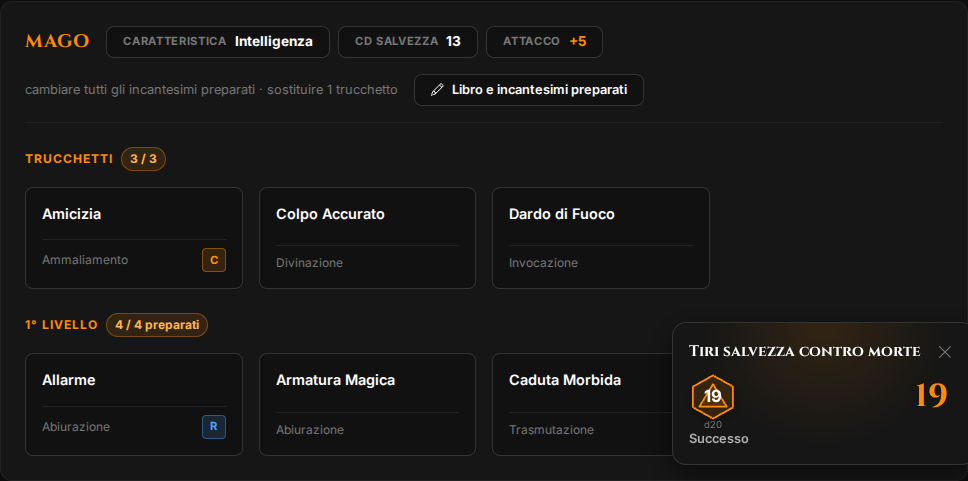 MAGO
CARATTERISTICA Intelligenza
CD SALVEZZA 13
ATTACCO +5
cambiare tutti gli incantesimi preparati · sostituire 1 trucchetto
Libro e incantesimi preparati
TRUCCHETTI 3 / 3
Amicizia
Ammaliamento C
Colpo Accurato
Divinazione
Dardo di Fuoco
Invocazione
1° LIVELLO 4 / 4 preparati
Allarme
Abiurazione R
Armatura Magica
Abiurazione
Caduta Morbida
Trasmutazione
Tiri salvezza contro morte
19
d20
Successo
19